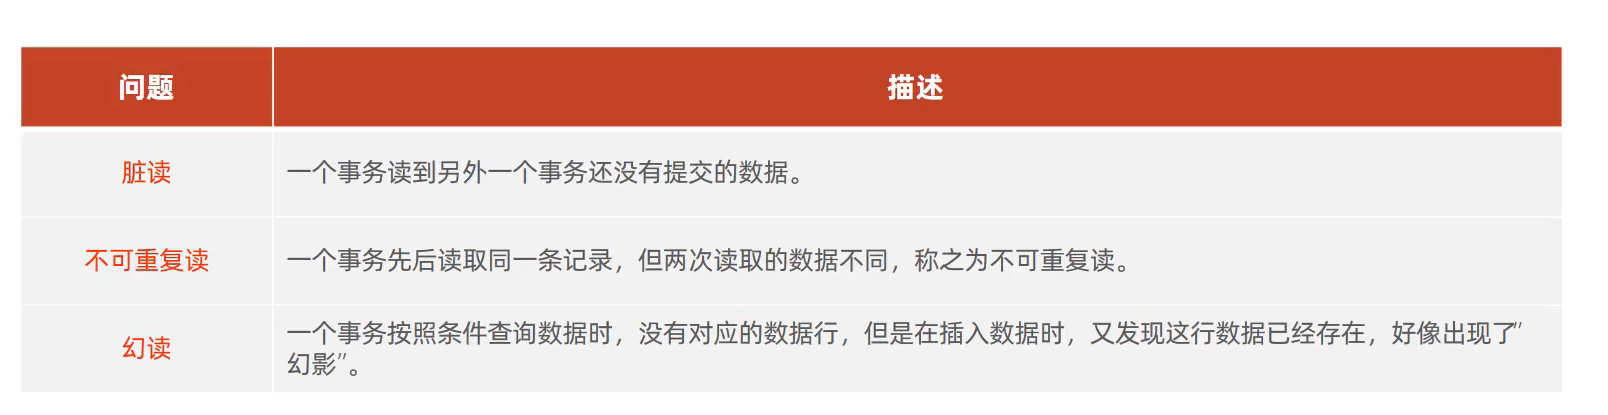 问题
描述
脏读
一个事务读到另外一个事务还没有提交的数据。
不可重复读
一个事务先后读取同一条记录，但两次读取的数据不同，称之为不可重复读。
幻读
一个事务按照条件查询数据时，没有对应的数据行，但是在插入数据时，又发现这行数据已经存在，好像出现了"
幻影"。